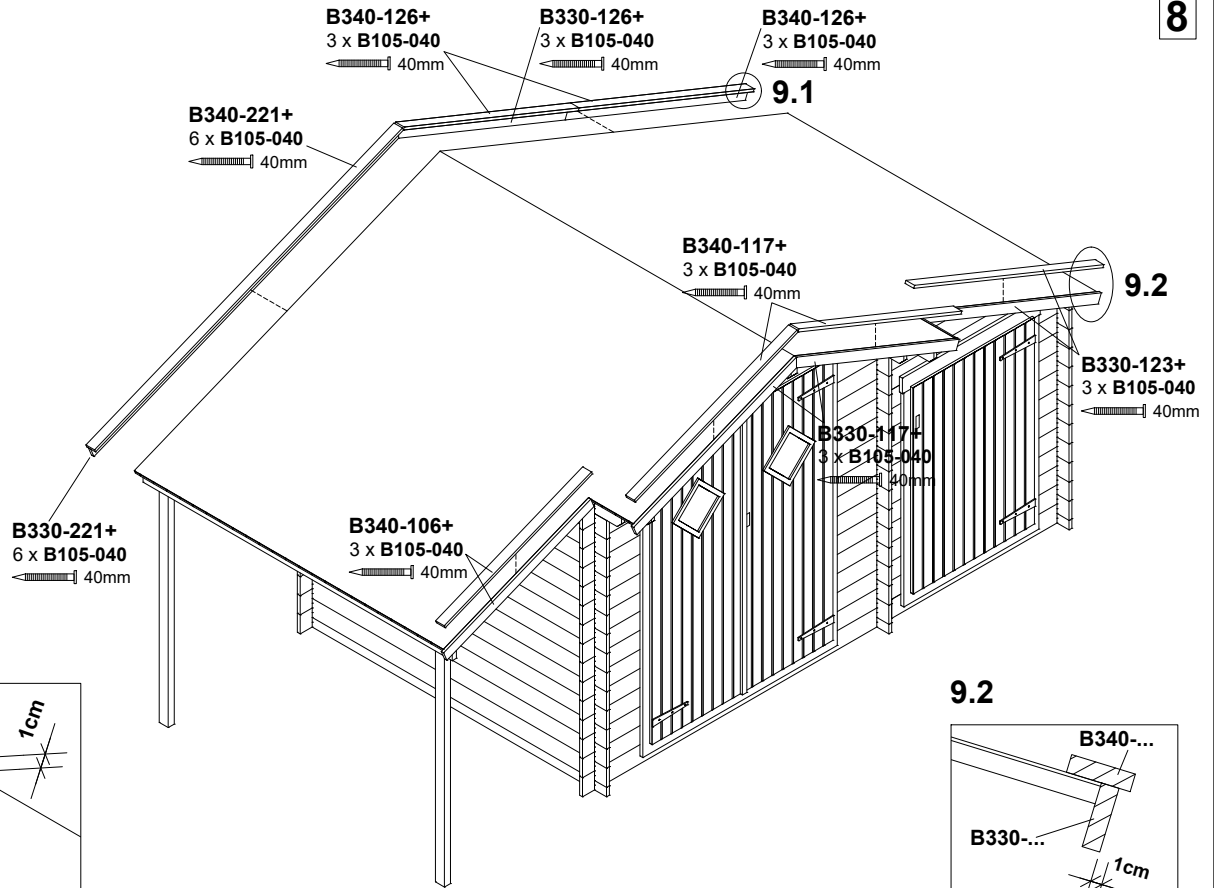 8
B340-126+
3 x B105-040
40mm
B330-126+
3 x B105-040
40mm
B340-126+
3 x B105-040
40mm
9.1
B340-221+
6 x B105-040
40mm
B340-117+
3 x B105-040
40mm
9.2
B330-123+
3 x B105-040
40mm
B330-117+
3 x B105-040
40mm
B330-221+
6 x B105-040
40mm
B340-106+
3 x B105-040
40mm
1cm
9.2
B340-...
B330-...
1cm